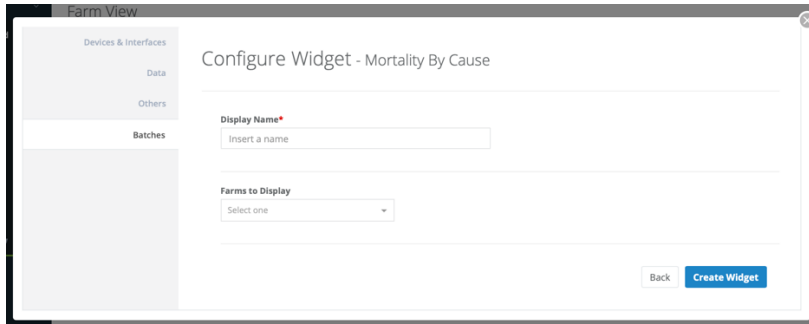 Farm View
Devices & Interfaces
Data
Others
Batches
Configure Widget - Mortality By Cause
Display Name*
Insert a name
Farms to Display
Select one
Back
Create Widget